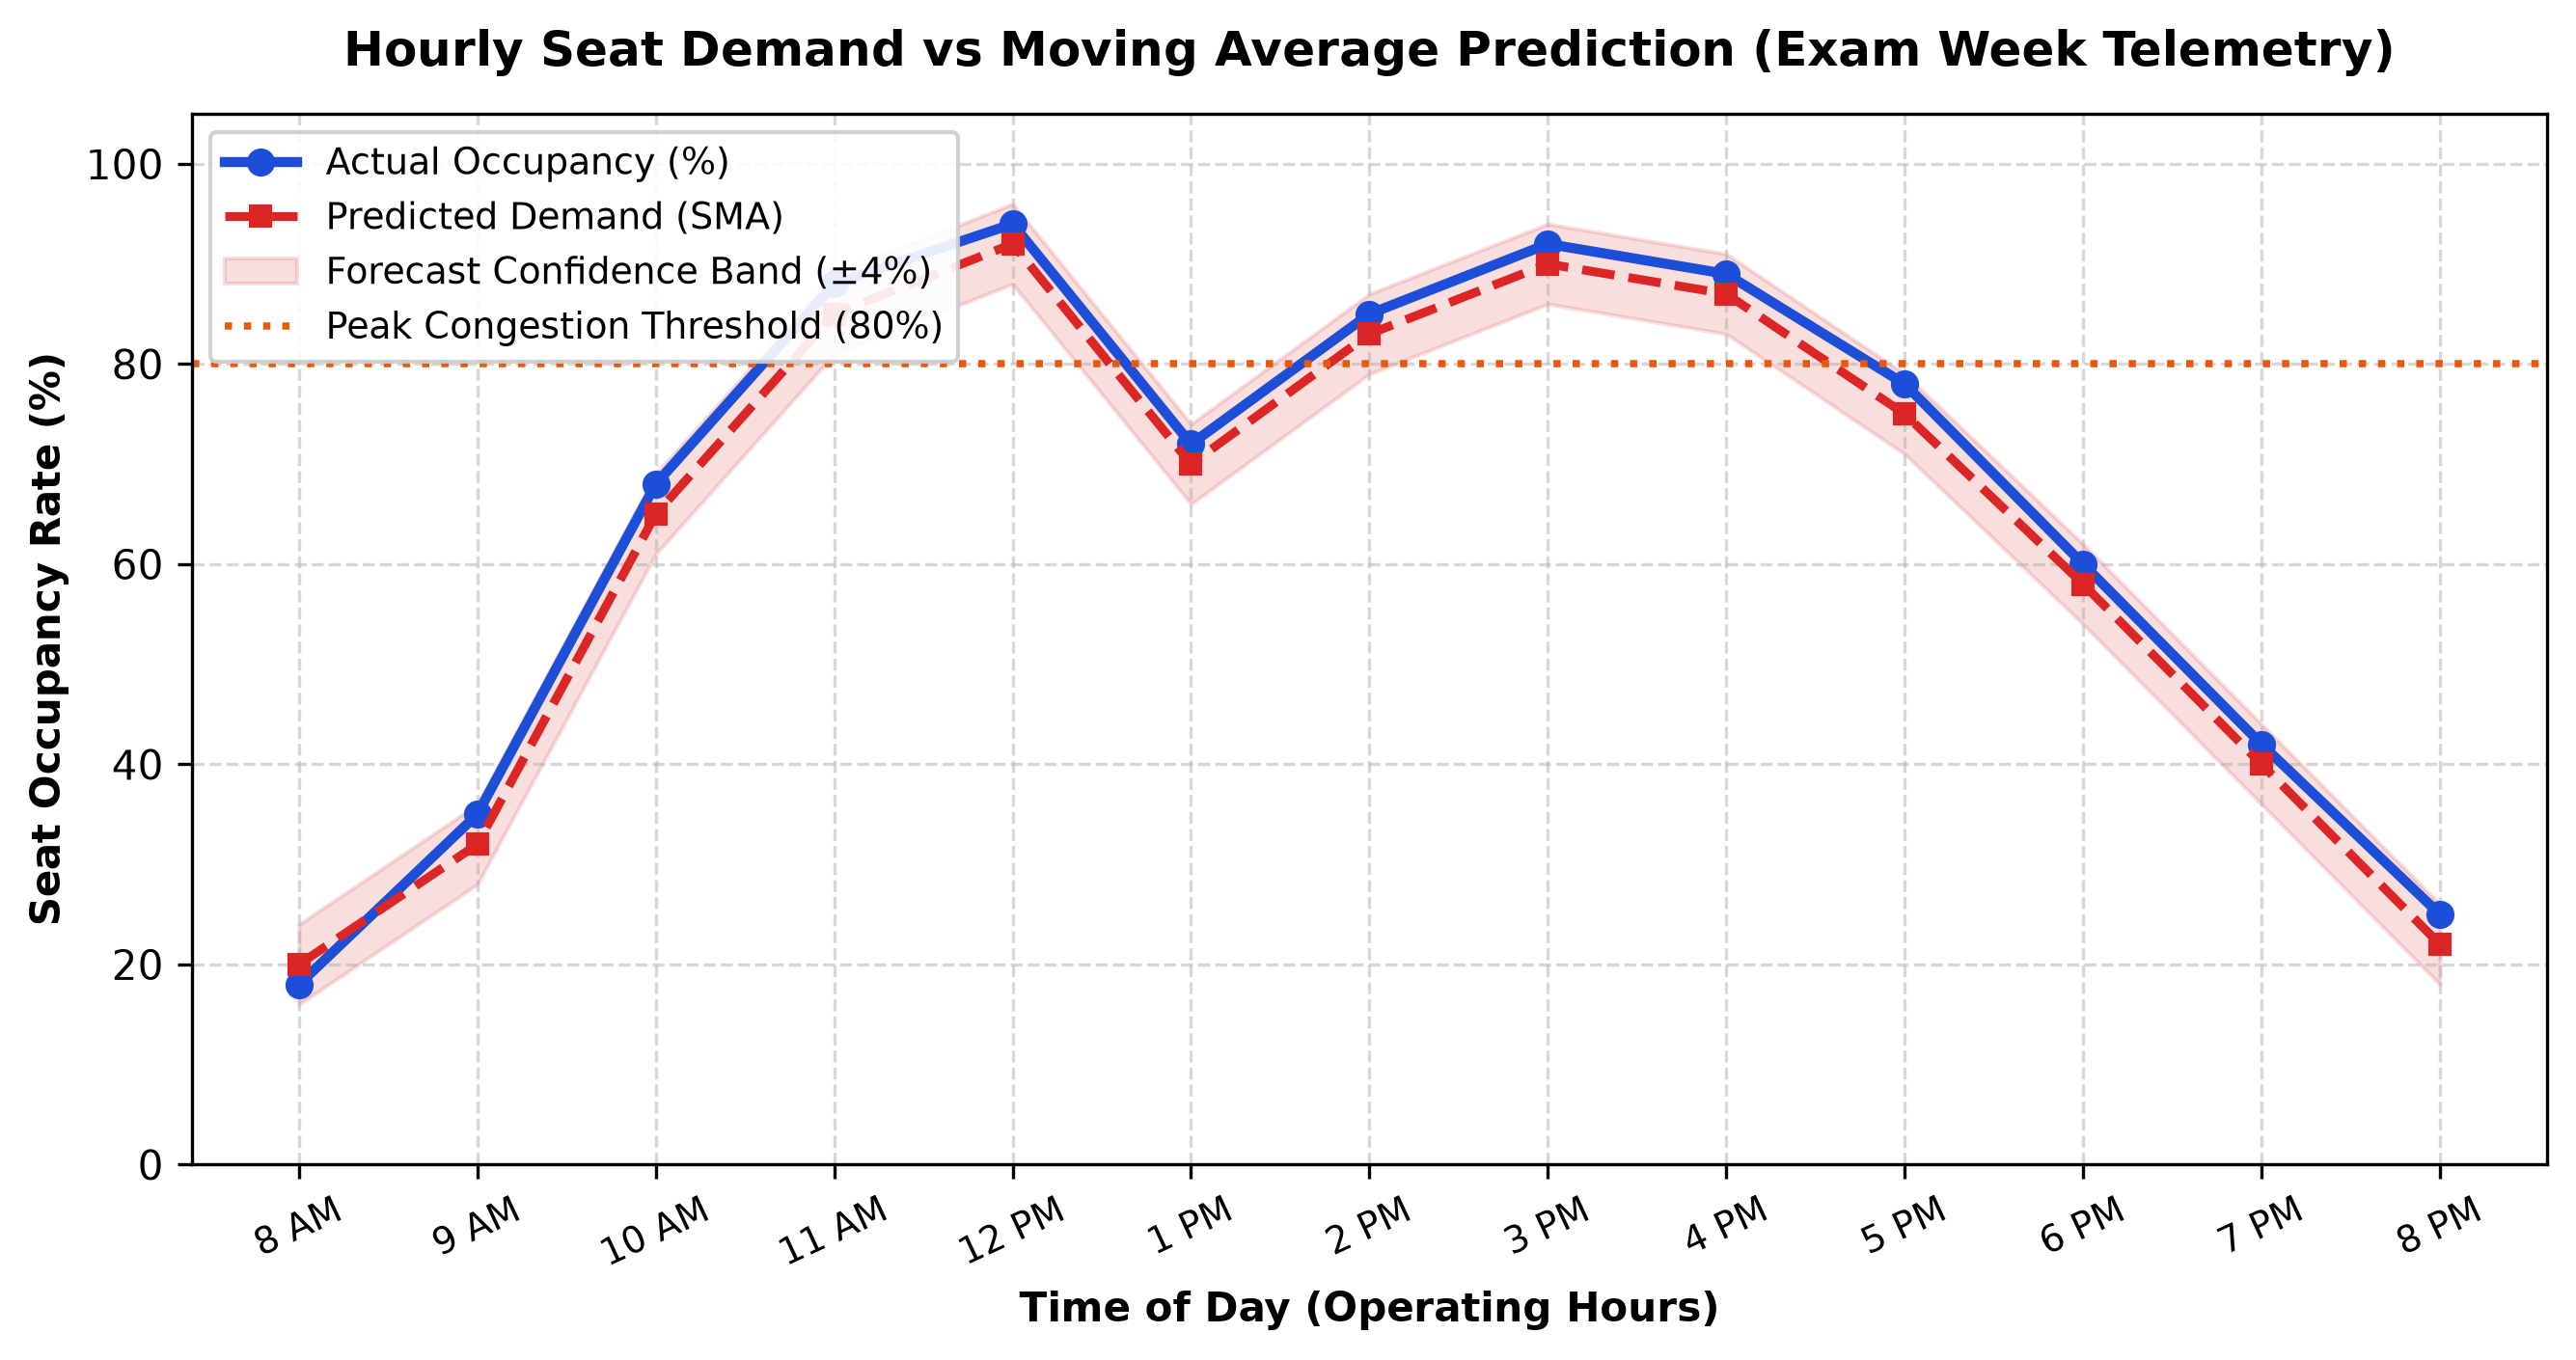 Hourly Seat Demand vs Moving Average Prediction (Exam Week Telemetry)
Actual Occupancy (%)
Predicted Demand (SMA)
Forecast Confidence Band (±4%)
Peak Congestion Threshold (80%)
Seat Occupancy Rate (%)
100
80
60
40
20
0
8 AM
9 AM
10 AM
11 AM
12 PM
1 PM
2 PM
3 PM
4 PM
5 PM
6 PM
7 PM
8 PM
Time of Day (Operating Hours)